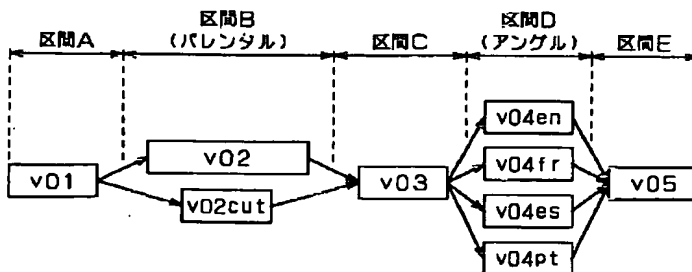 区間A
区間B
(パレンタル)
区間C
区間D
(アングル)
区間E
v01
v02
v02cut
v03
v04en
v04fr
v04es
v04pt
v05